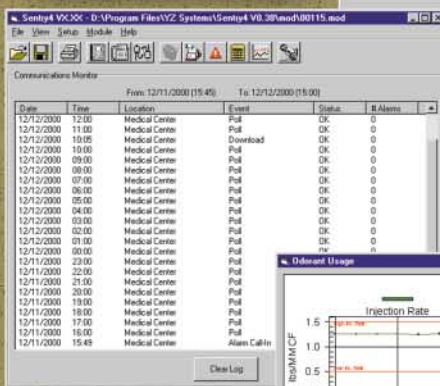 Sentry4 VX.XX - D:\Program Files\YZ Systems\Sentry4 V0.38\mod\00115.mod
File View Setup Module Help
Communications Monitor
From: 12/11/2000 (15:45) To: 12/12/2000 (15:00)
Date Time Location Event Status # Alarms
12/12/2000 12:00 Medical Center Poll OK 0
12/12/2000 11:00 Medical Center Poll OK 0
12/12/2000 10:05 Medical Center Download OK 0
12/12/2000 10:00 Medical Center Poll OK 0
12/12/2000 09:00 Medical Center Poll OK 0
12/12/2000 08:00 Medical Center Poll OK 0
12/12/2000 07:00 Medical Center Poll OK 0
12/12/2000 06:00 Medical Center Poll OK 0
12/12/2000 05:00 Medical Center Poll OK 0
12/12/2000 04:00 Medical Center Poll OK 0
12/12/2000 03:00 Medical Center Poll OK 0
12/12/2000 02:00 Medical Center Poll OK 0
12/12/2000 01:00 Medical Center Poll OK 0
12/12/2000 00:00 Medical Center Poll OK 0
12/11/2000 23:00 Medical Center Poll
12/11/2000 22:00 Medical Center Poll
12/11/2000 21:00 Medical Center Poll
12/11/2000 20:00 Medical Center Poll
12/11/2000 19:00 Medical Center Poll
12/11/2000 18:00 Medical Center Poll
12/11/2000 17:00 Medical Center Poll
12/11/2000 16:00 Medical Center Poll
12/11/2000 15:49 Medical Center Alarm Call-In
Clear Log
Odorant Usage
Injection Rate
lbs/MMCF
1.5
1.0
0.5